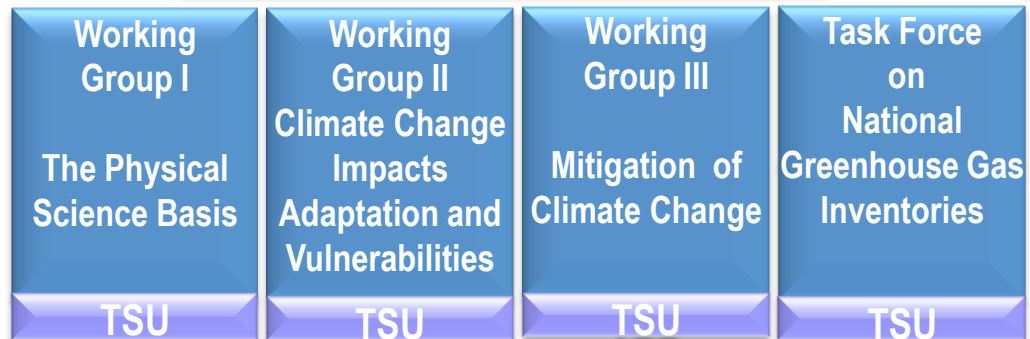 Working
Group I
The Physical
Science Basis
TSU
Working
Group II
Climate Change
Impacts
Adaptation and
Vulnerabilities
TSU
Working
Group III
Mitigation of
Climate Change
TSU
Task Force
on
National
Greenhouse Gas
Inventories
TSU